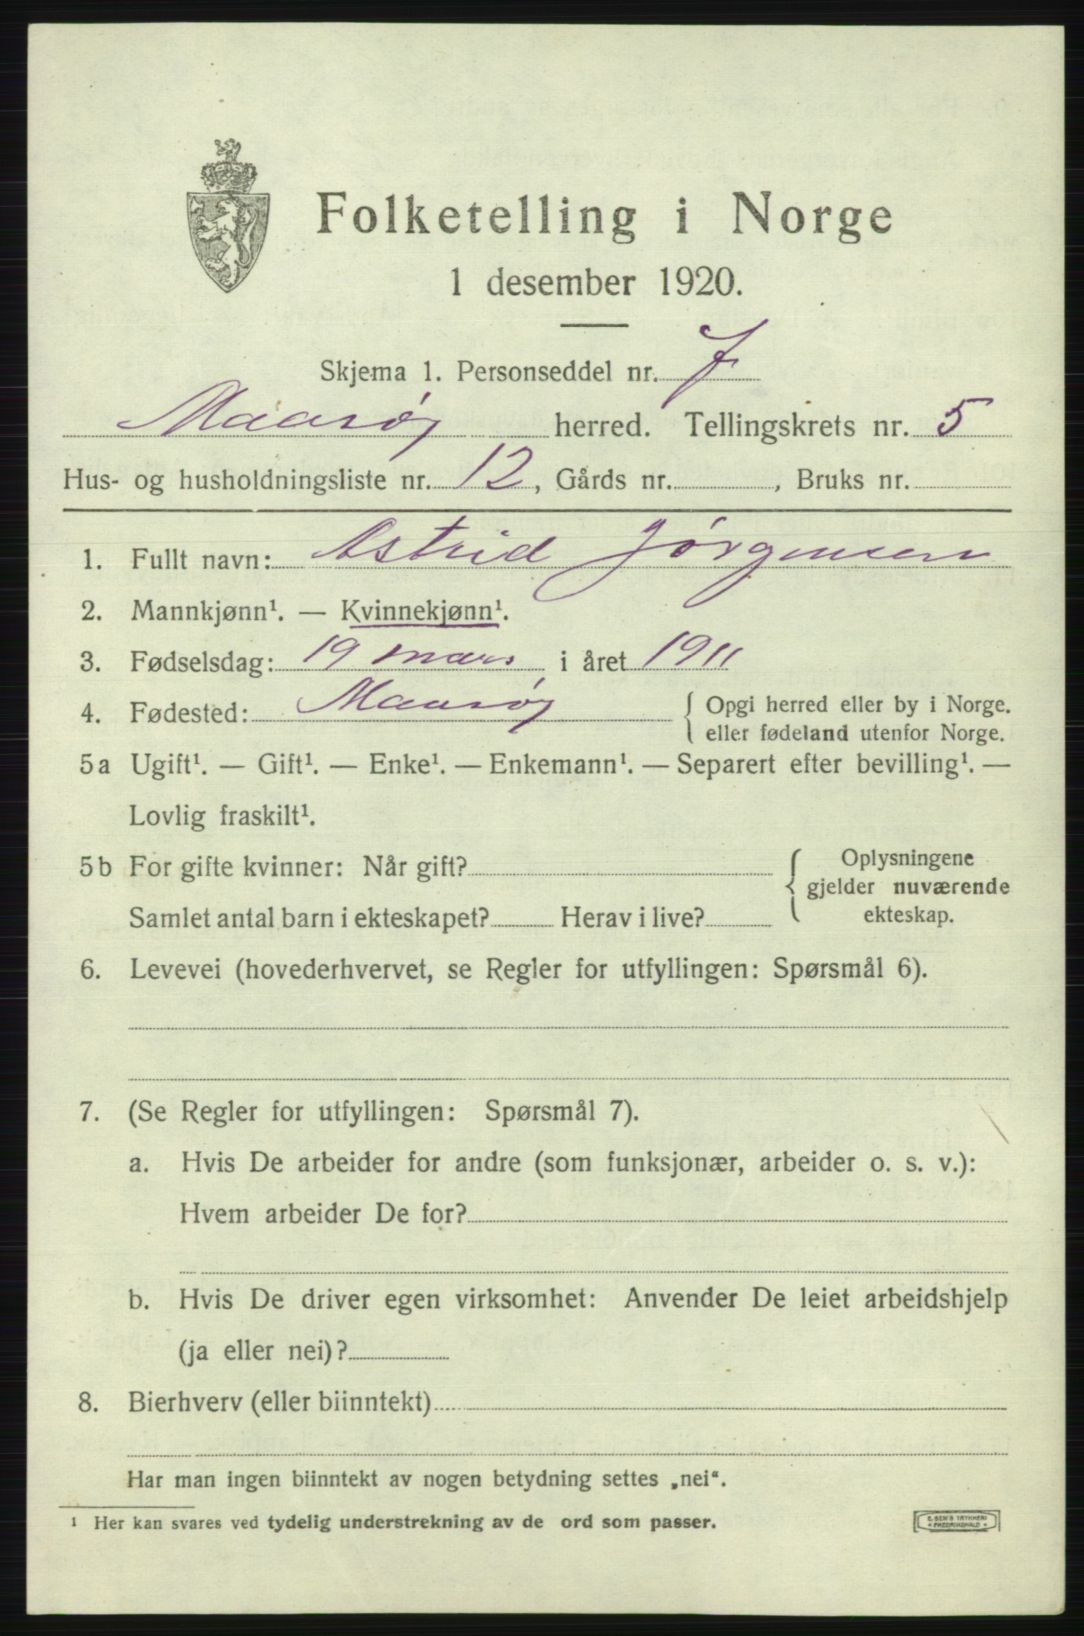 Folketelling i Norge
1 desember 1920.
Skjema 1. Personseddel nr. 7
Maasøy herred. Tellingskrets nr. 5
Hus- og husholdningsliste nr. 12, Gårds nr. , Bruks nr.
1. Fullt navn: Astrid Jørgensen
2. Mannkjønn¹. — Kvinnekjønn¹.
3. Fødselsdag: 19 mars i året 1911
4. Fødested: Maasøy { Opgi herred eller by i Norge.
eller fødeland utenfor Norge.
5a Ugift¹. — Gift¹. — Enke¹. — Enkemann¹. — Separert efter bevilling¹. —
Lovlig fraskilt¹.
5b For gifte kvinner: Når gift? { Oplysningene
gjelder nuværende
Samlet antal barn i ekteskapet? Herav i live? ekteskap.
6. Levevei (hovederhvervet, se Regler for utfyllingen: Spørsmål 6).
7. (Se Regler for utfyllingen: Spørsmål 7).
a. Hvis De arbeider for andre (som funksjonær, arbeider o. s. v.):
Hvem arbeider De for?
b. Hvis De driver egen virksomhet: Anvender De leiet arbeidshjelp
(ja eller nei)?
8. Bierhverv (eller biinntekt)
Har man ingen biinntekt av nogen betydning settes „nei“.
¹ Her kan svares ved tydelig understrekning av de ord som passer.